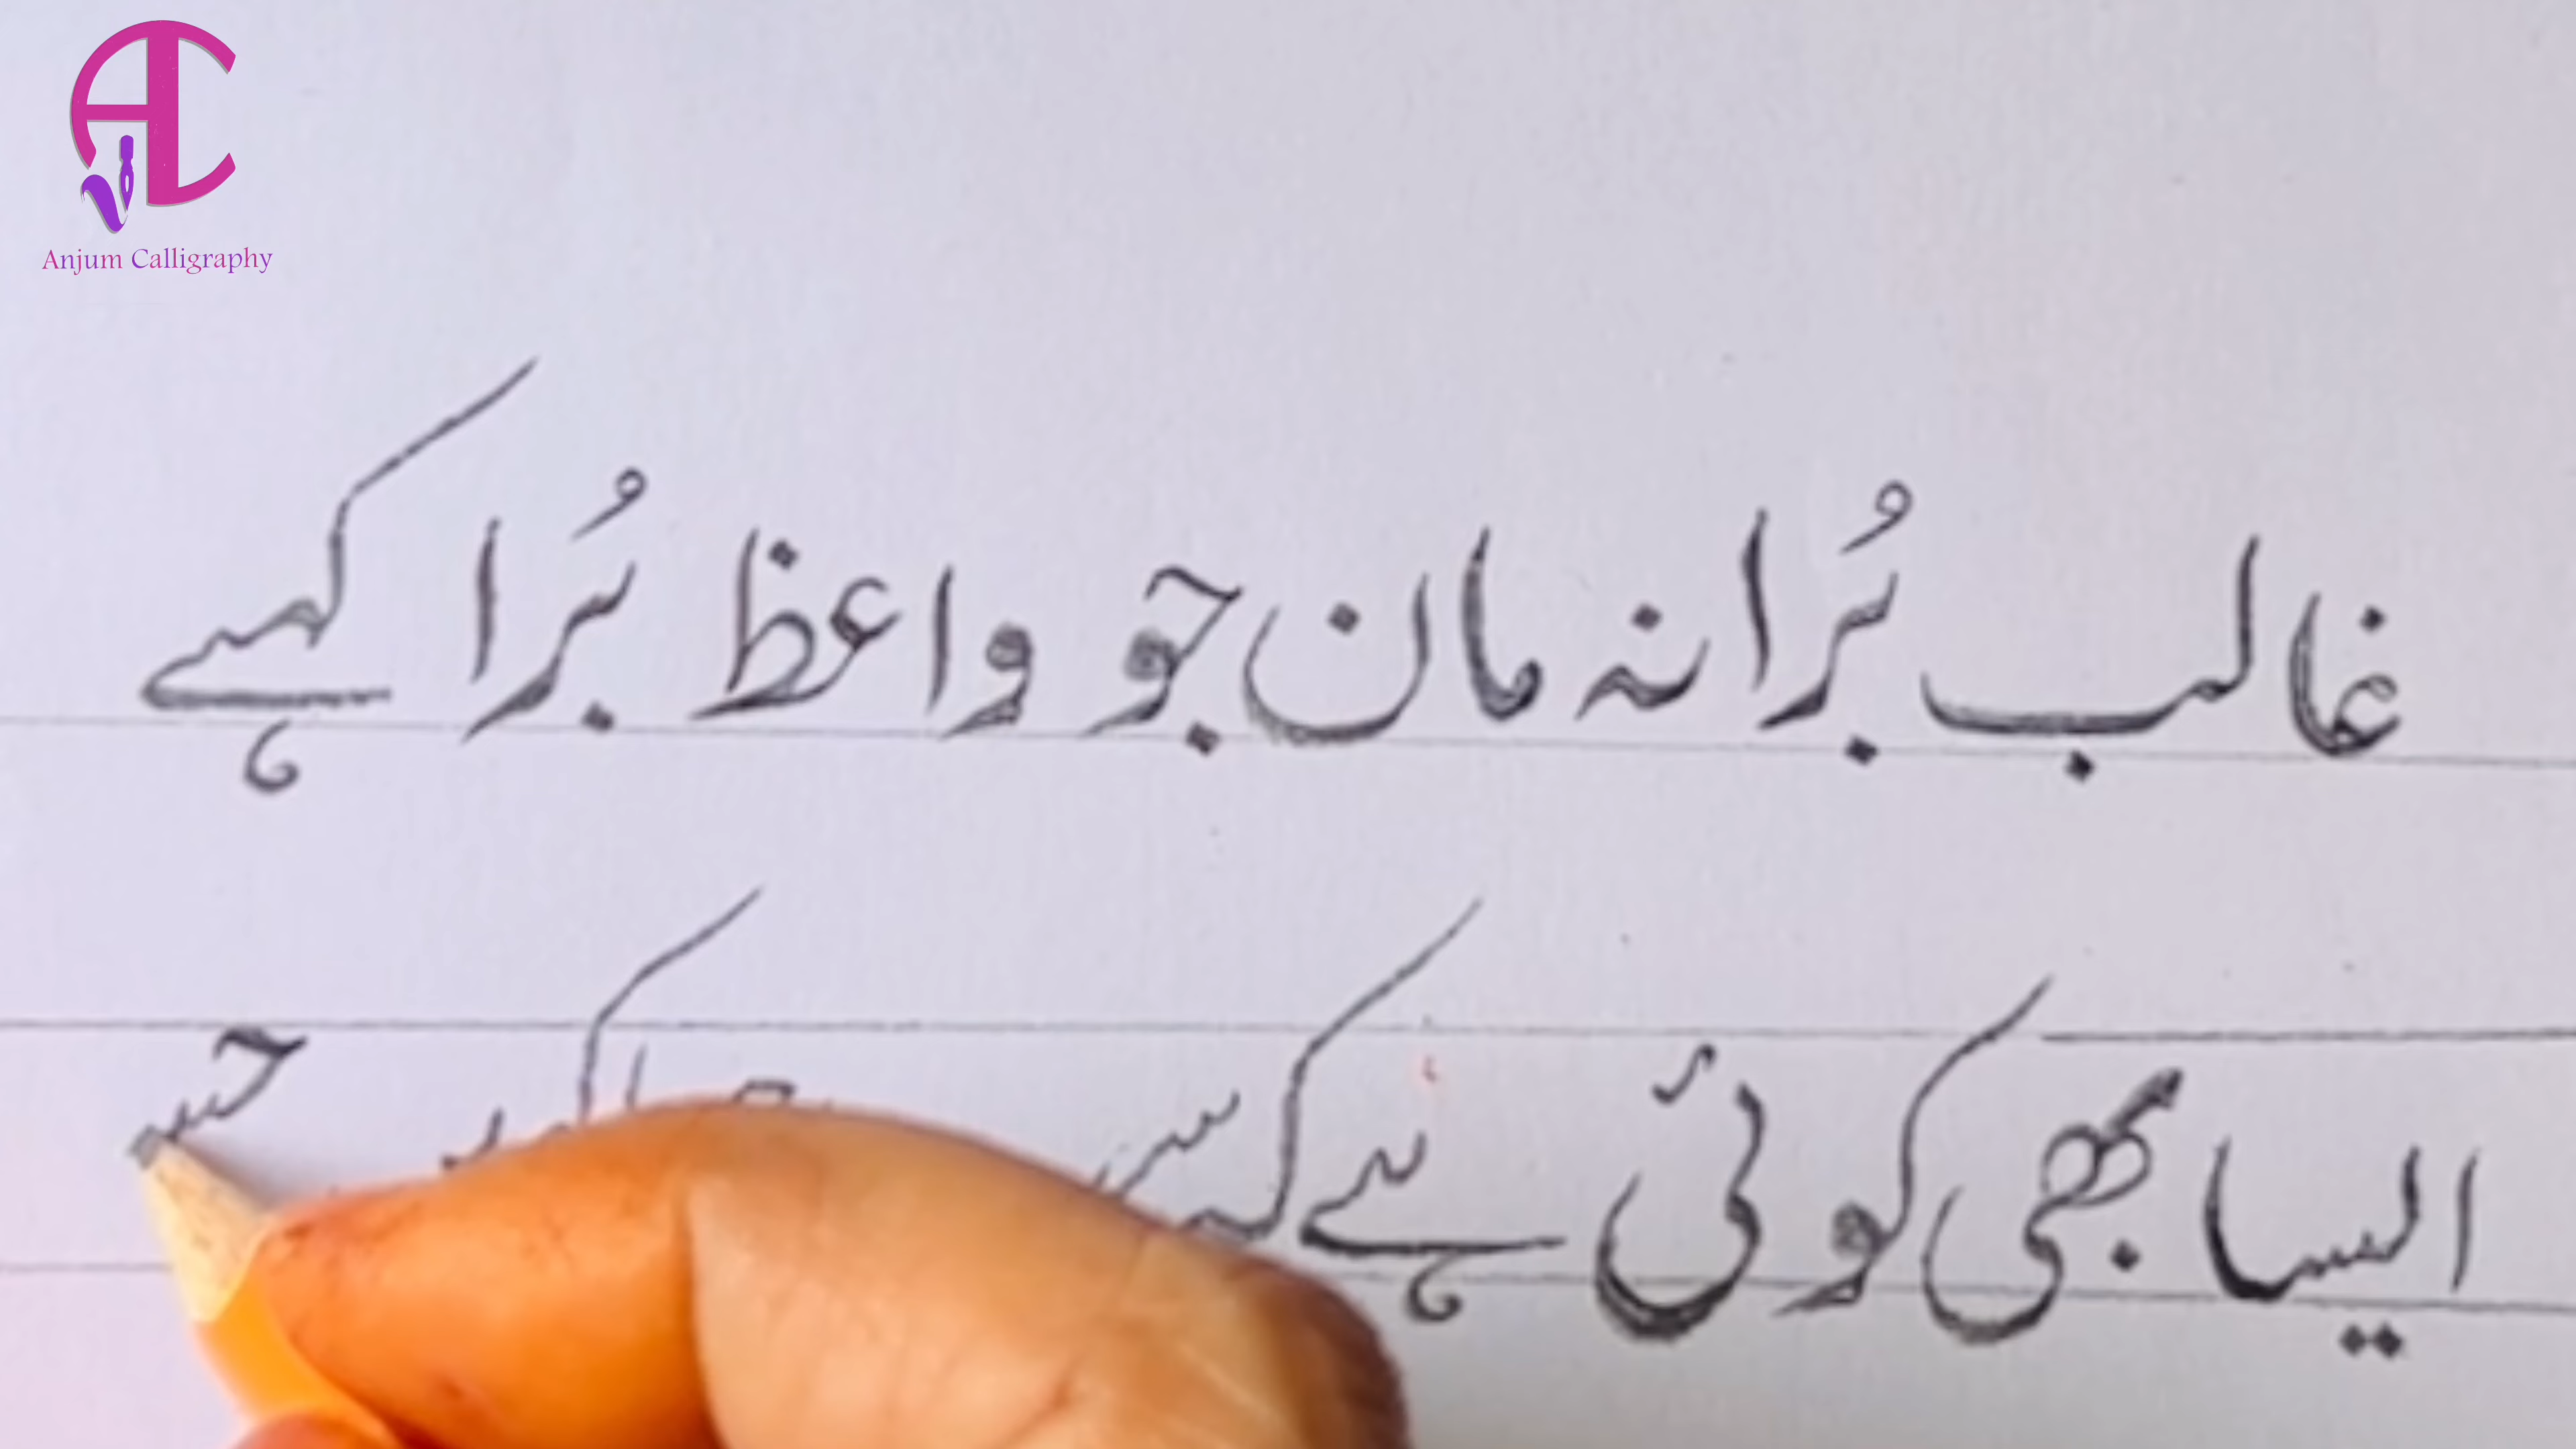 Anjum Calligraphy
غالب بُرا نہ مان جو واعظ بُرا کہے
ایسا بھی کوئی ہے کہ